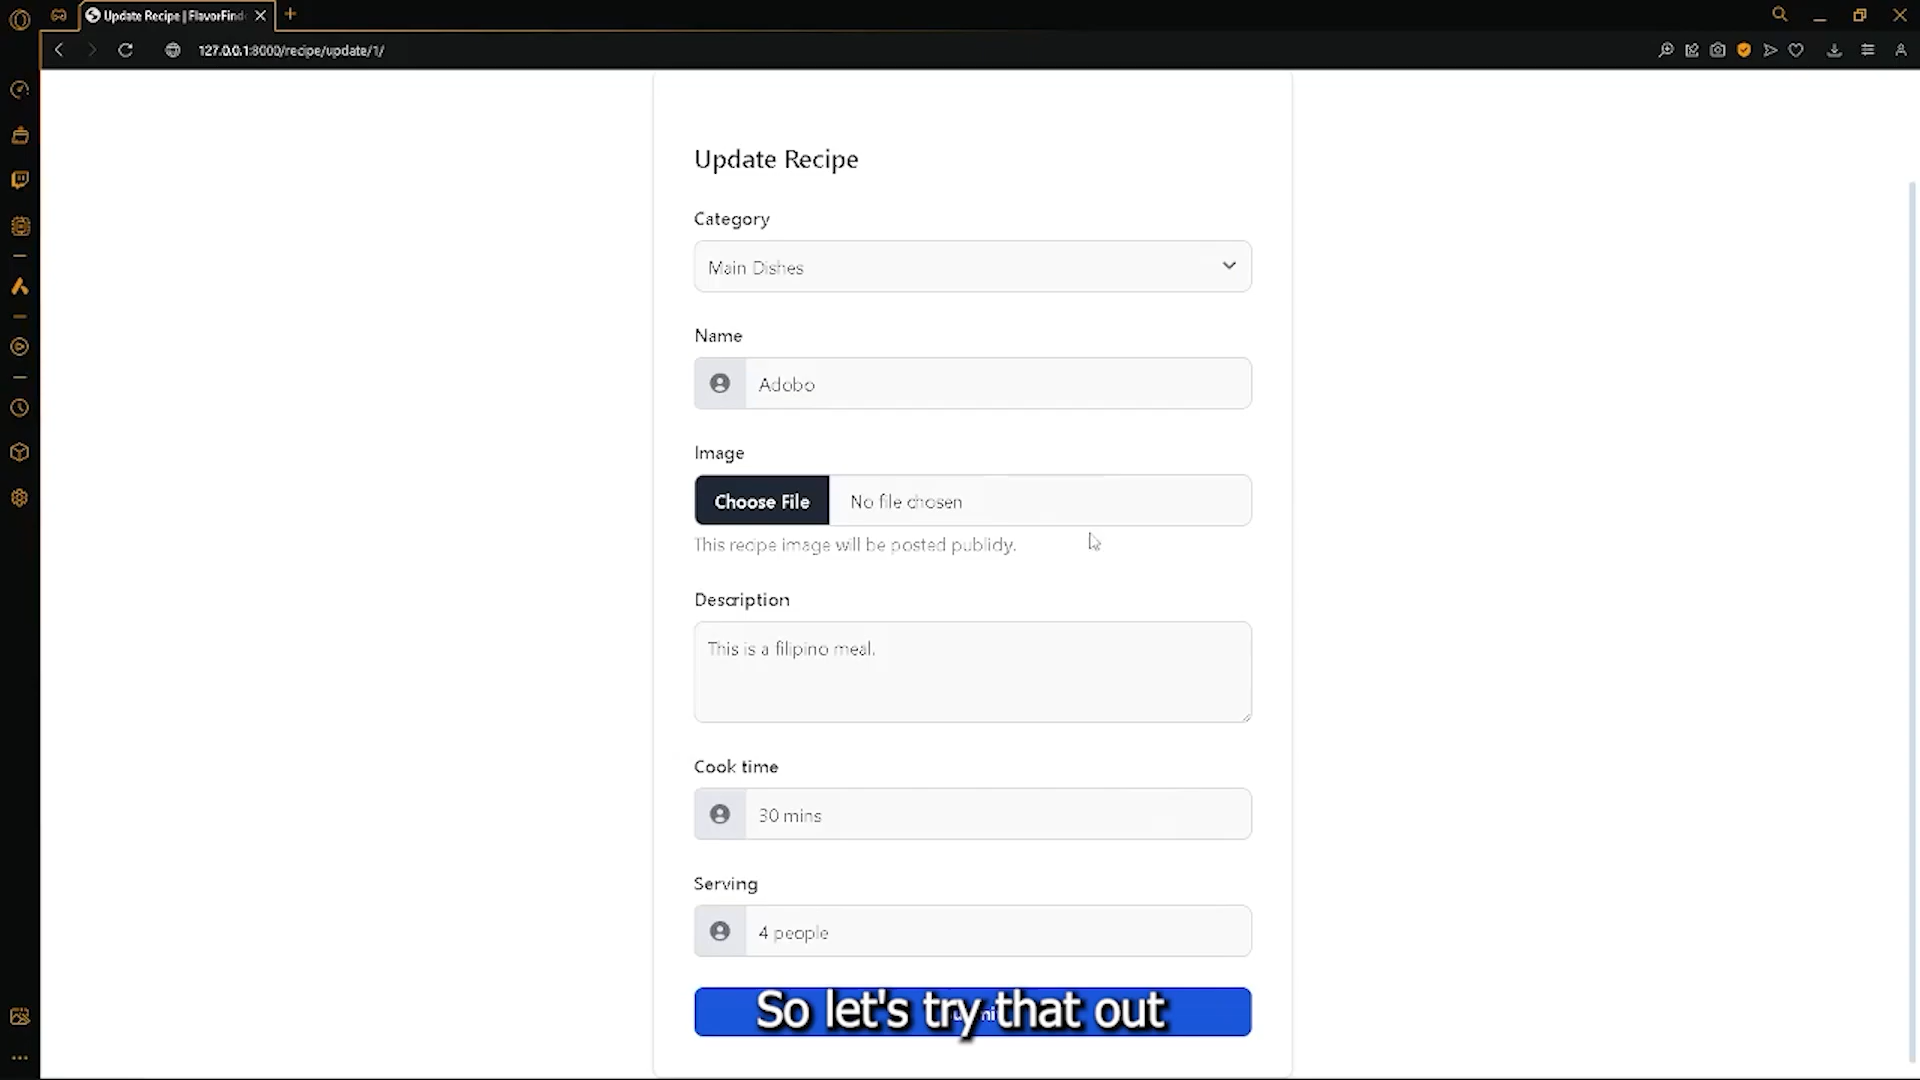 Update Recipe | FlavorFind
127.0.0.1:8000/recipe/update/1/
Update Recipe
Category
Main Dishes
Name
Adobo
Image
Choose File
No file chosen
This recipe image will be posted publicly.
Description
This is a filipino meal.
Cook time
30 mins
Serving
4 people
So let's try that out